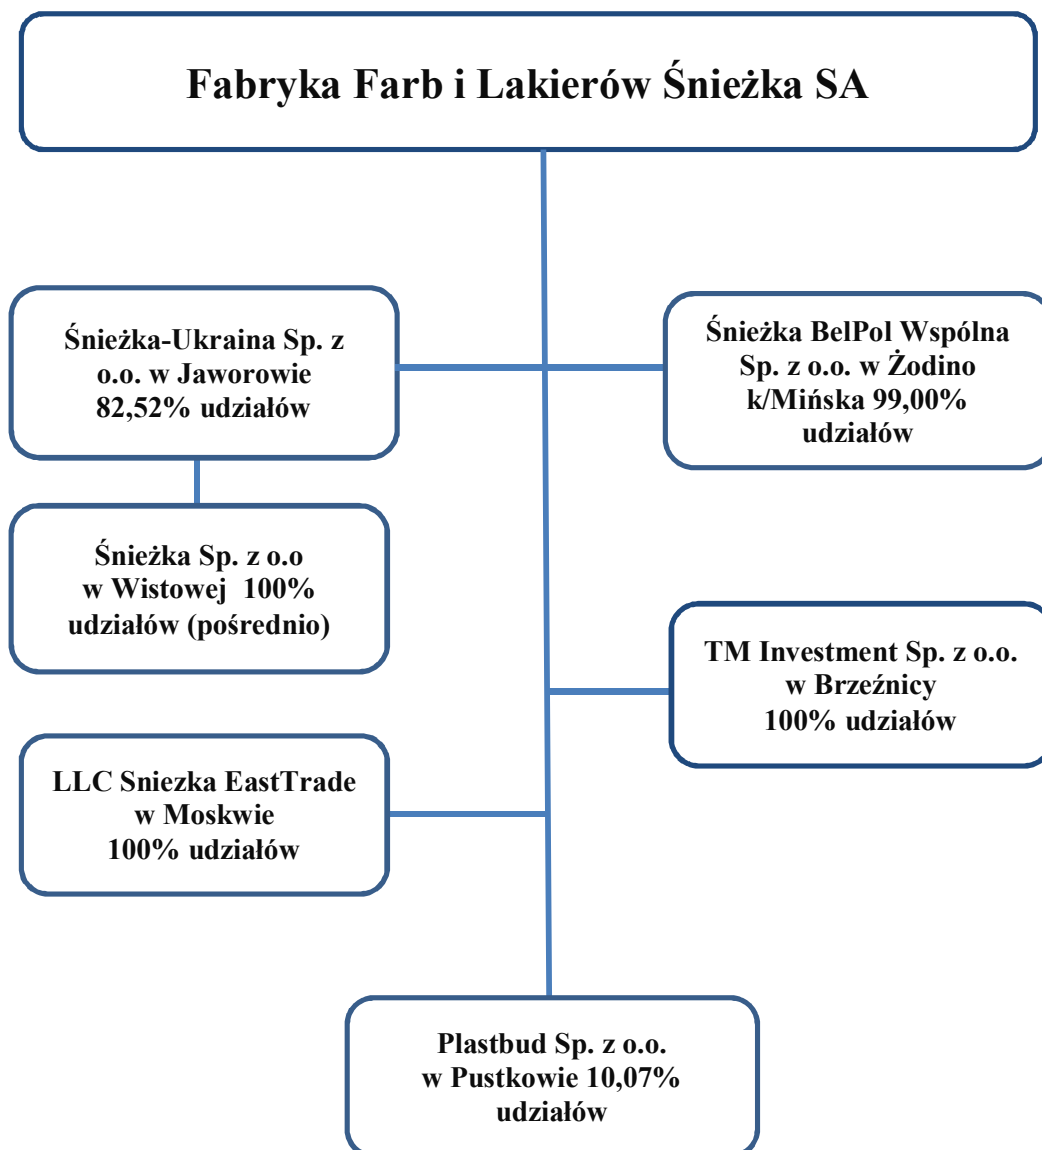 Fabryka Farb i Lakierów Śnieżka SA
Śnieżka-Ukraina Sp. z
o.o. w Jaworowie
82,52% udziałów
Śnieżka BelPol Wspólna
Sp. z o.o. w Żodino
k/Mińska 99,00%
udziałów
Śnieżka Sp. z o.o
w Wistowej 100%
udziałów (pośrednio)
TM Investment Sp. z o.o.
w Brzeźnicy
100% udziałów
LLC Sniezka EastTrade
w Moskwie
100% udziałów
Plastbud Sp. z o.o.
w Pustkowie 10,07%
udziałów